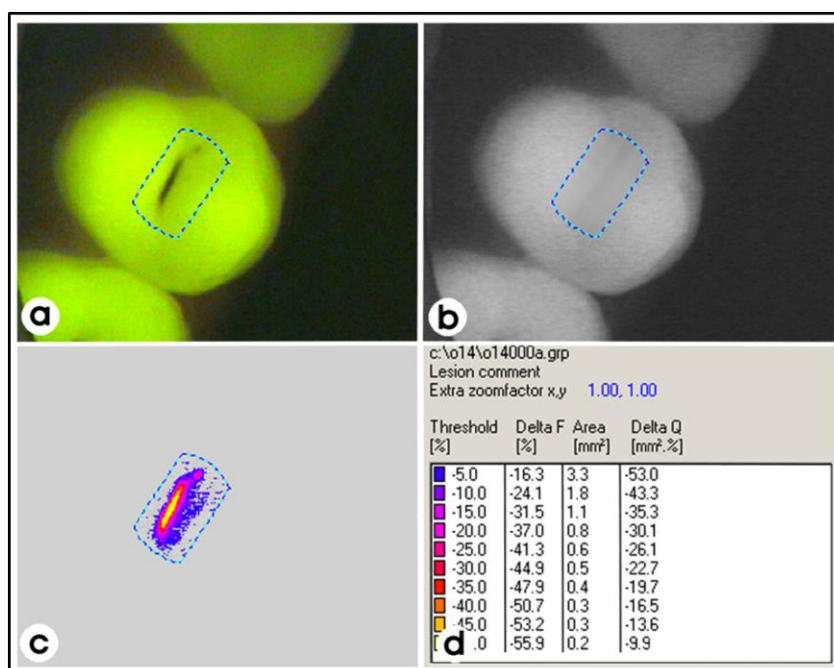 a
b
c
c:\o14\o14000a.grp
Lesion comment
Extra zoomfactor x,y 1.00, 1.00
Threshold Delta F Area Delta Q
[%] [%] [mm²] [mm².%]
-5.0 -16.3 3.3 -53.0
-10.0 -24.1 1.8 -43.3
-15.0 -31.5 1.1 -35.3
-20.0 -37.0 0.8 -30.1
-25.0 -41.3 0.6 -26.1
-30.0 -44.9 0.5 -22.7
-35.0 -47.9 0.4 -19.7
-40.0 -50.7 0.3 -16.5
-45.0 -53.2 0.3 -13.6
.0 -55.9 0.2 -9.9
d